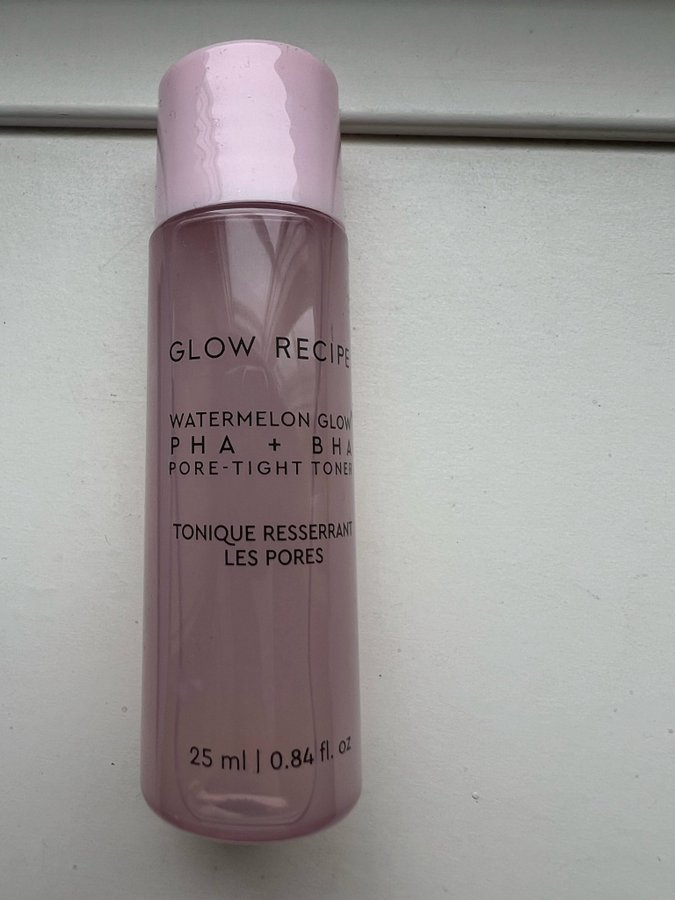 GLOW RECIPE
WATERMELON GLOW
PHA + BHA
PORE-TIGHT TONER
TONIQUE RESSERRANT
LES PORES
25 ml | 0.84 fl. oz